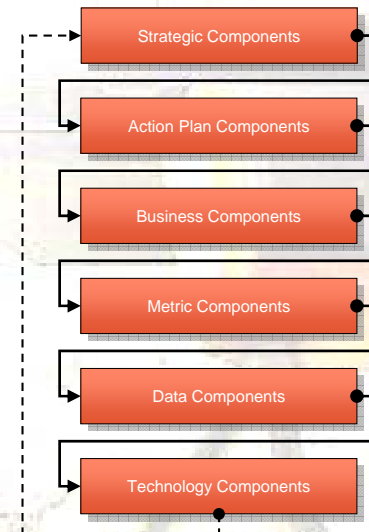 Strategic Components
Action Plan Components
Business Components
Metric Components
Data Components
Technology Components